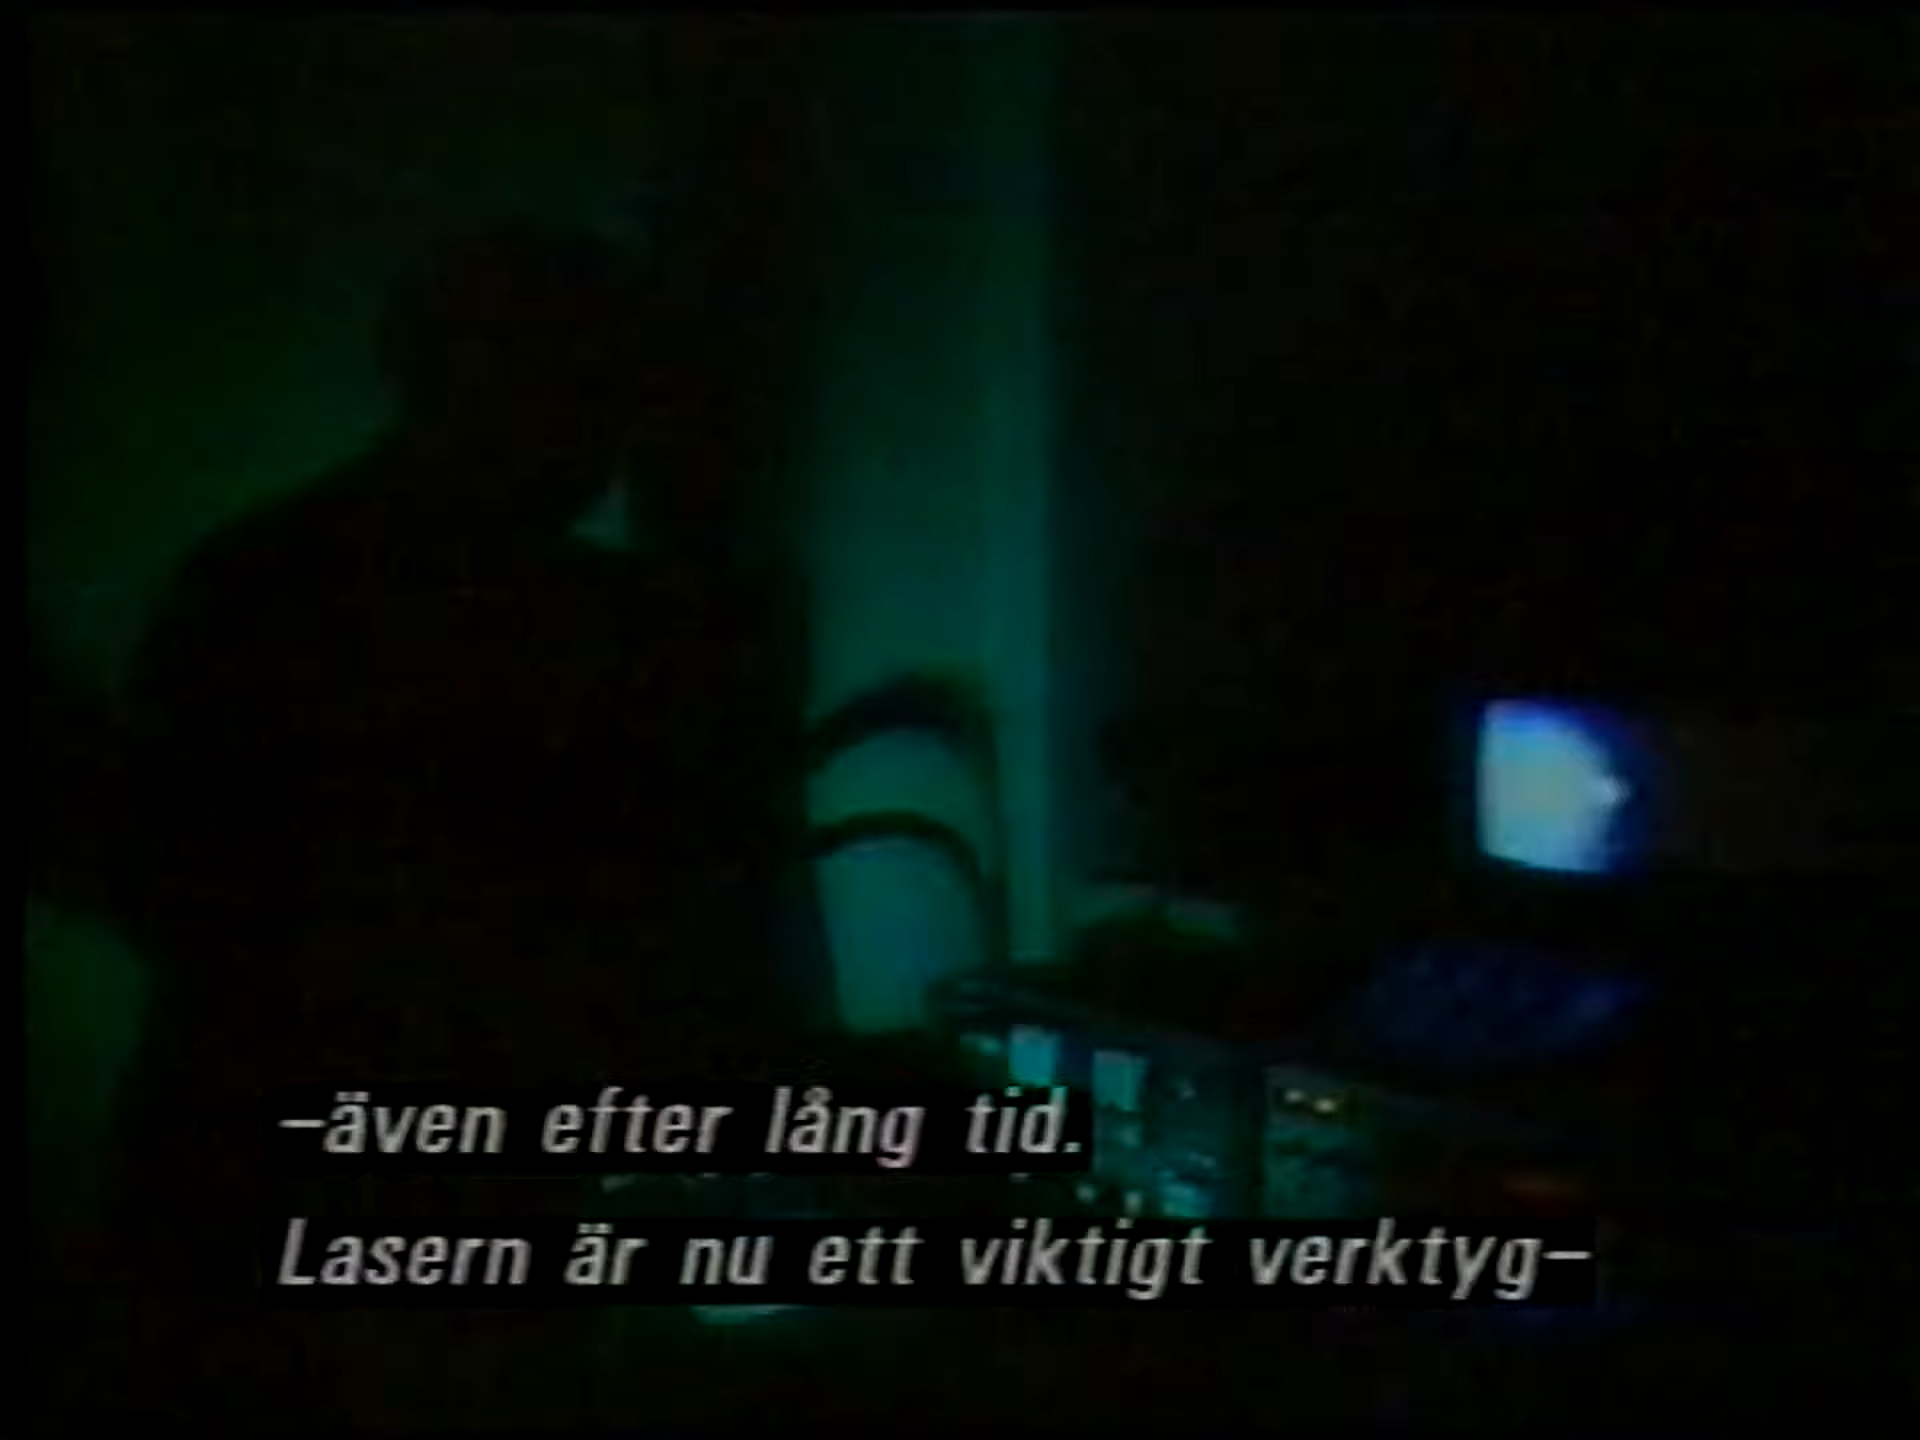 –även efter lång tid.
Lasern är nu ett viktigt verktyg–